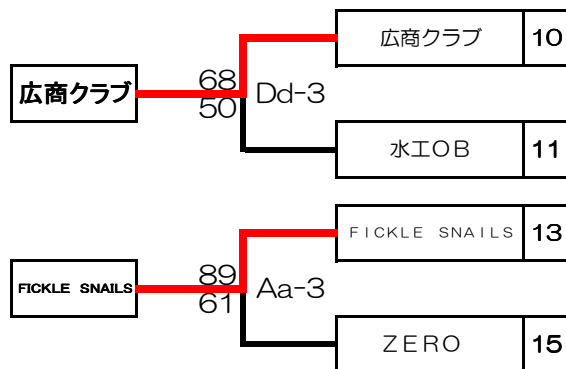 広商クラブ 10
68 Dd-3
広商クラブ
50
水工OB 11
FICKLE SNAILS 13
89 Aa-3
FICKLE SNAILS
61
ZERO 15